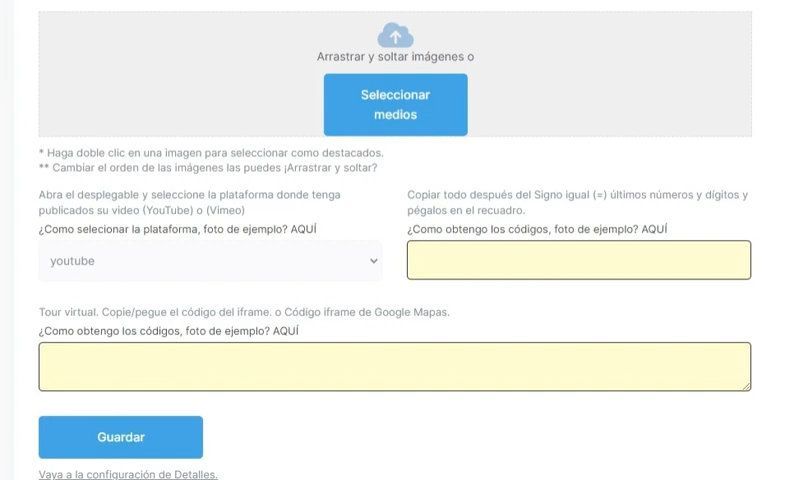 Arrastrar y soltar imágenes o
Seleccionar
medios
* Haga doble clic en una imagen para seleccionar como destacados.
** Cambiar el orden de las imágenes las puedes ¡Arrastrar y soltar?
Abra el desplegable y seleccione la plataforma donde tenga
publicados su video (YouTube) o (Vimeo)
¿Como selecionar la plataforma, foto de ejemplo? AQUÍ
youtube
Copiar todo después del Signo igual (=) últimos números y dígitos y
pégalos en el recuadro.
¿Como obtengo los códigos, foto de ejemplo? AQUÍ
Tour virtual. Copie/pegue el código del iframe. o Código iframe de Google Mapas.
¿Como obtengo los códigos, foto de ejemplo? AQUÍ
Guardar
Vaya a la configuración de Detalles.